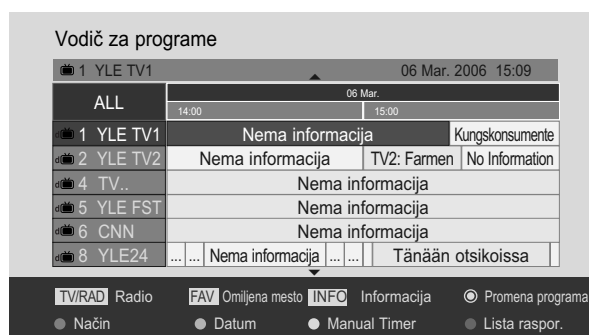 Vodič za programe
1 YLE TV1 06 Mar. 2006 15:09
ALL 06 Mar.
14:00 15:00
1 YLE TV1 Nema informacija Kungskonsumente
2 YLE TV2 Nema informacija TV2: Farmen No Information
4 TV.. Nema informacija
5 YLE FST Nema informacija
6 CNN Nema informacija
8 YLE24 ... ... Nema informacija ... ... Tänään otsikoissa
TV/RAD Radio FAV Omiljena mesto INFO Informacija Promena programa
Način Datum Manual Timer Lista raspor.